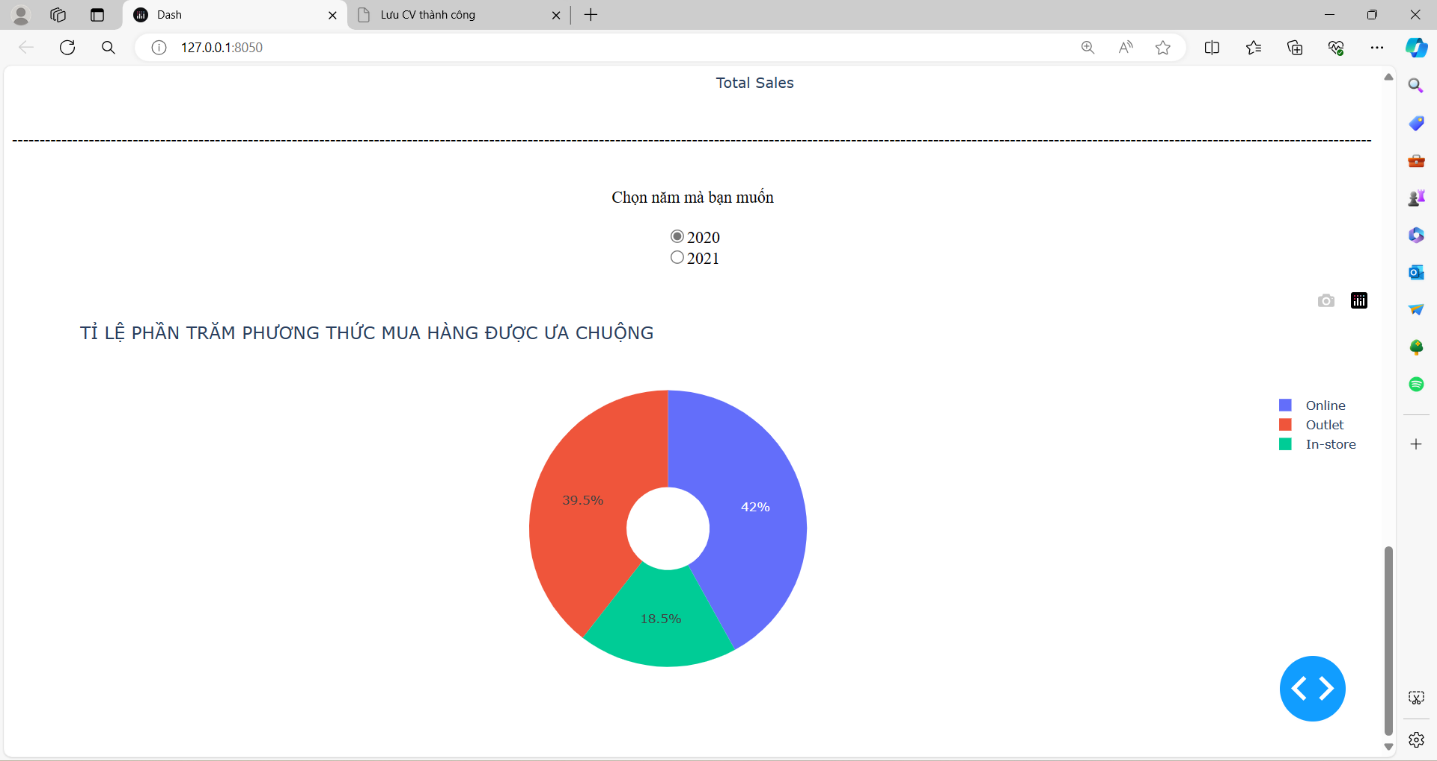 Dash
Lưu CV thành công
127.0.0.1:8050
Total Sales
Chọn năm mà bạn muốn
2020
2021
TỈ LỆ PHẦN TRĂM PHƯƠNG THỨC MUA HÀNG ĐƯỢC ƯA CHUỘNG
Online
Outlet
In-store
39.5%
42%
18.5%